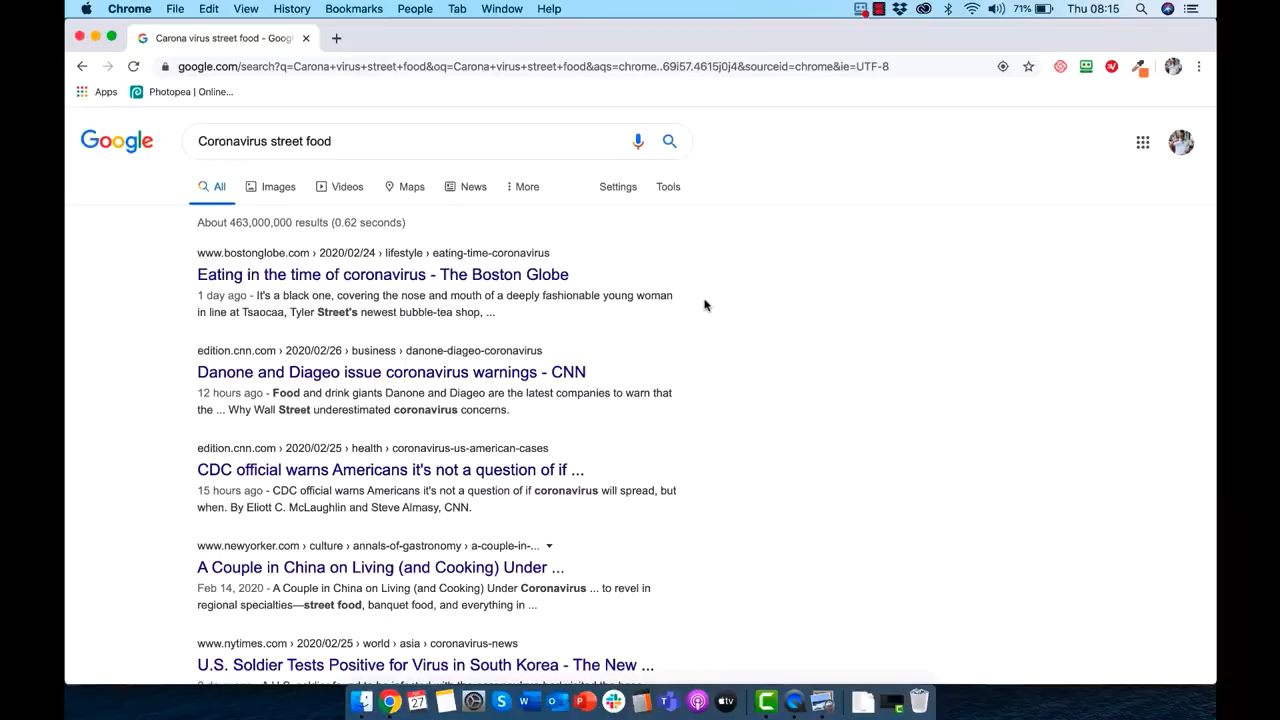 Chrome File Edit View History Bookmarks People Tab Window Help 71% Thu 08:15
Carona virus street food - Goog
google.com/search?q=Carona+virus+street+food&oq=Carona+virus+street+food&aqs=chrome..69i57.4615j0j4&sourceid=chrome&ie=UTF-8
Apps Photopea | Online...
Google Coronavirus street food
All Images Videos Maps News More Settings Tools
About 463,000,000 results (0.62 seconds)
www.bostonglobe.com › 2020/02/24 › lifestyle › eating-time-coronavirus
Eating in the time of coronavirus - The Boston Globe
1 day ago - It's a black one, covering the nose and mouth of a deeply fashionable young woman
in line at Tsaocaa, Tyler Street's newest bubble-tea shop, ...
edition.cnn.com › 2020/02/26 › business › danone-diageo-coronavirus
Danone and Diageo issue coronavirus warnings - CNN
12 hours ago - Food and drink giants Danone and Diageo are the latest companies to warn that
the ... Why Wall Street underestimated coronavirus concerns.
edition.cnn.com › 2020/02/25 › health › coronavirus-us-american-cases
CDC official warns Americans it's not a question of if ...
15 hours ago - CDC official warns Americans it's not a question of if coronavirus will spread, but
when. By Eliott C. McLaughlin and Steve Almasy, CNN.
www.newyorker.com › culture › annals-of-gastronomy › a-couple-in-...
A Couple in China on Living (and Cooking) Under ...
Feb 14, 2020 - A Couple in China on Living (and Cooking) Under Coronavirus ... to revel in
regional specialties—street food, banquet food, and everything in ...
www.nytimes.com › 2020/02/25 › world › asia › coronavirus-news
U.S. Soldier Tests Positive for Virus in South Korea - The New ...
27 tv